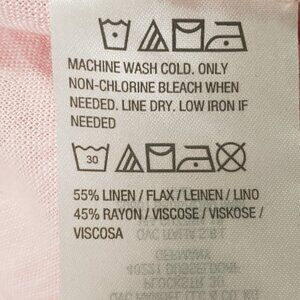 MACHINE WASH COLD. ONLY
NON-CHLORINE BLEACH WHEN
NEEDED. LINE DRY. LOW IRON IF
NEEDED
30
55% LINEN / FLAX / LEINEN / LINO
45% RAYON / VISCOSE / VISKOSE /
VISCOSA